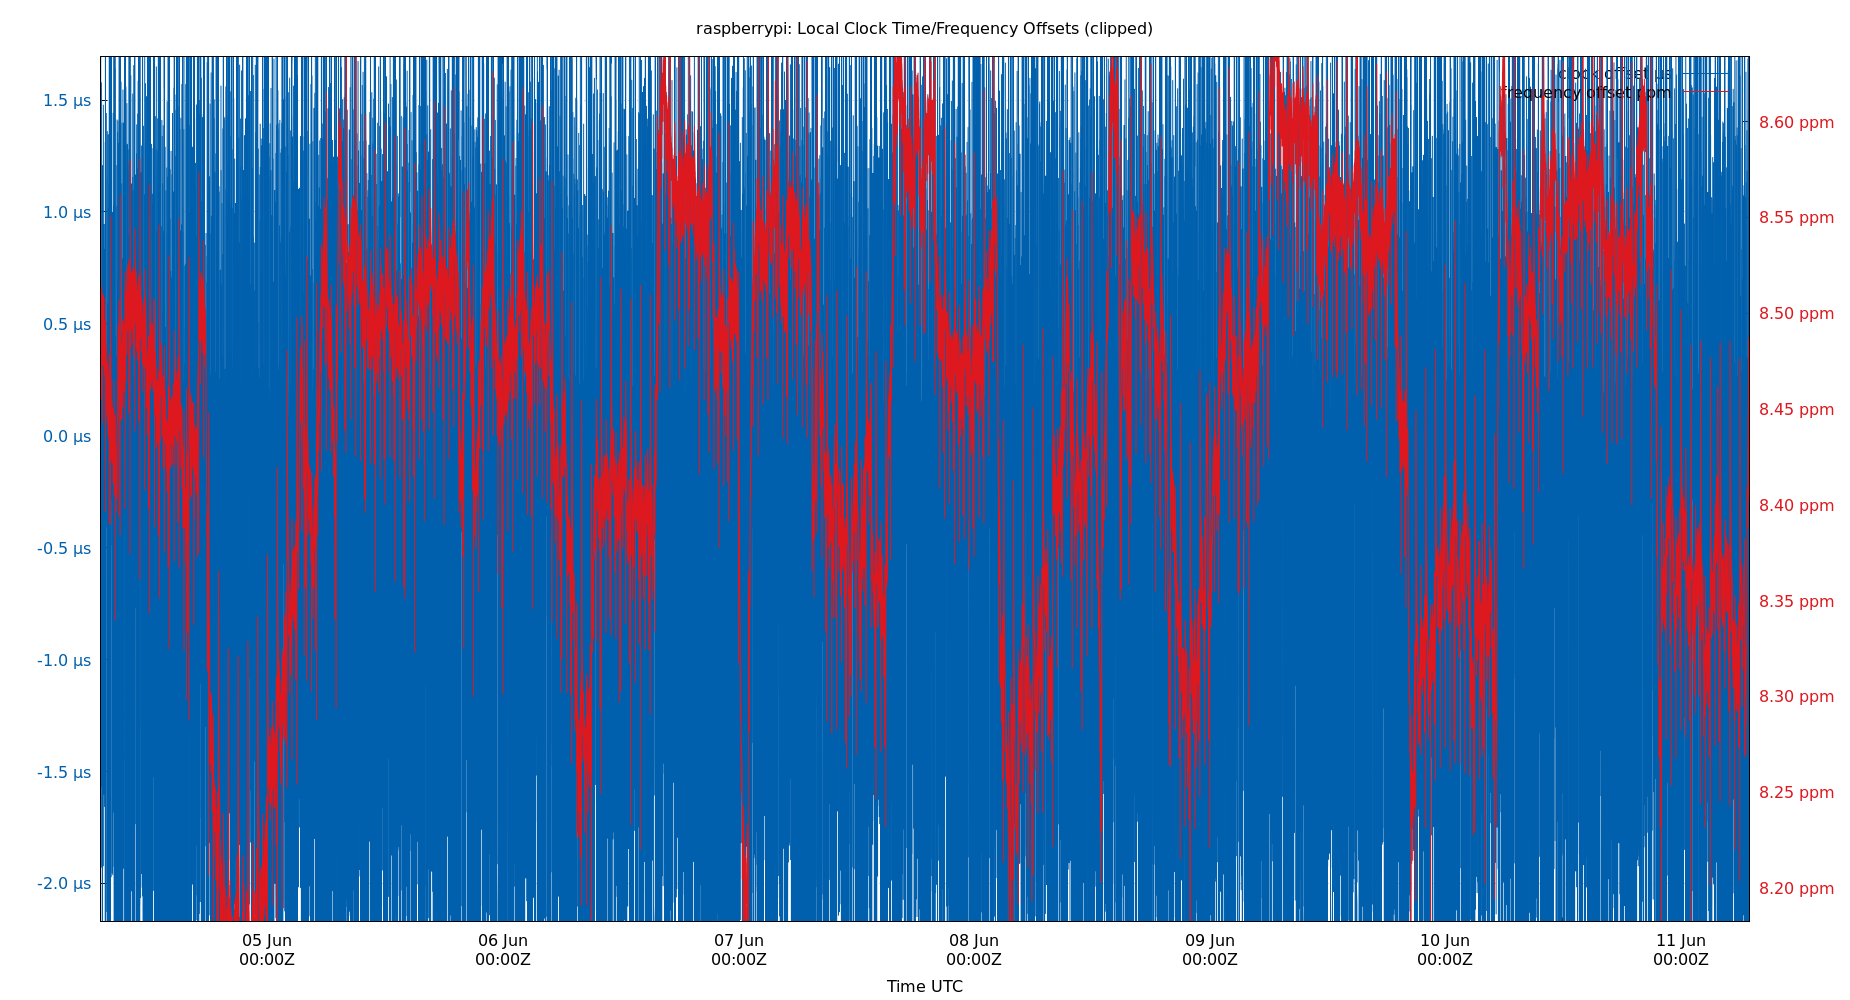 raspberrypi: Local Clock Time/Frequency Offsets (clipped)
clock offset µs
frequency offset ppm
1.5 µs
1.0 µs
0.5 µs
0.0 µs
-0.5 µs
-1.0 µs
-1.5 µs
-2.0 µs
8.60 ppm
8.55 ppm
8.50 ppm
8.45 ppm
8.40 ppm
8.35 ppm
8.30 ppm
8.25 ppm
8.20 ppm
05 Jun
00:00Z
06 Jun
00:00Z
07 Jun
00:00Z
08 Jun
00:00Z
09 Jun
00:00Z
10 Jun
00:00Z
11 Jun
00:00Z
Time UTC